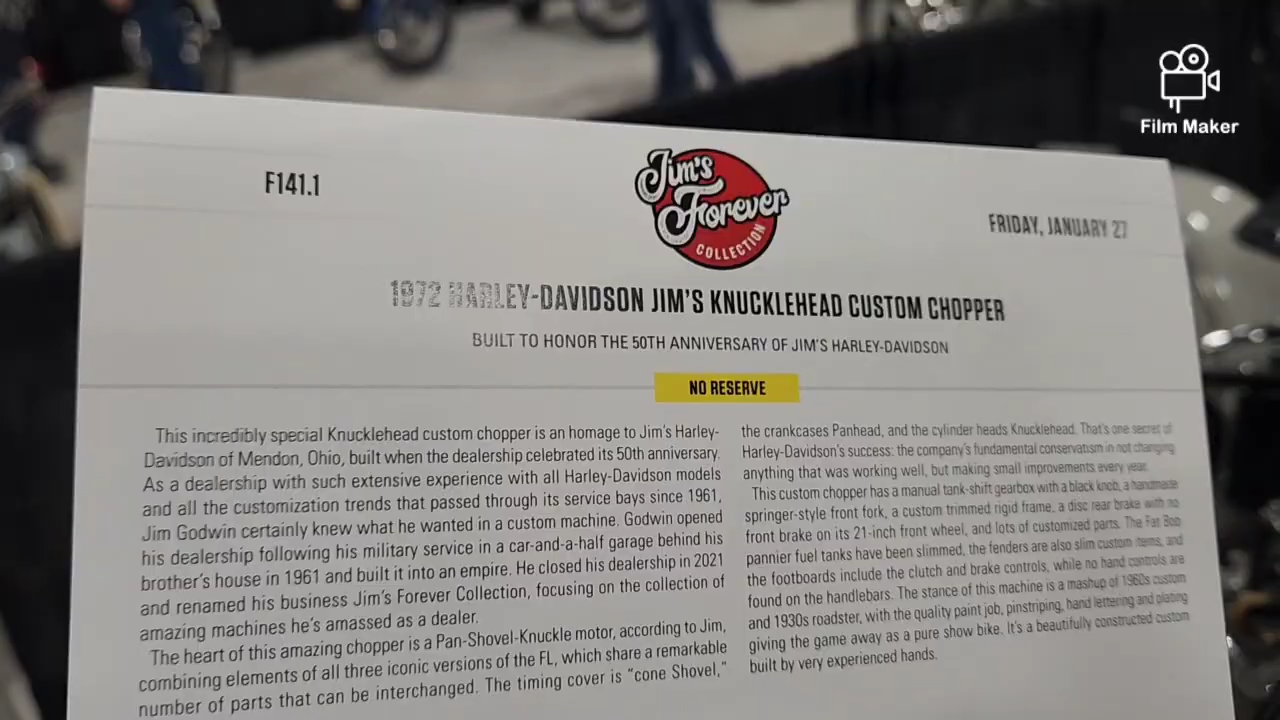 Film Maker
F141.1
Jim's
Forever
COLLECTION
FRIDAY, JANUARY 27
1972 HARLEY-DAVIDSON JIM'S KNUCKLEHEAD CUSTOM CHOPPER
BUILT TO HONOR THE 50TH ANNIVERSARY OF JIM'S HARLEY-DAVIDSON
NO RESERVE
This incredibly special Knucklehead custom chopper is an homage to Jim's Harley-
Davidson of Mendon, Ohio, built when the dealership celebrated its 50th anniversary.
As a dealership with such extensive experience with all Harley-Davidson models
and all the customization trends that passed through its service bays since 1961,
Jim Godwin certainly knew what he wanted in a custom machine. Godwin opened
his dealership following his military service in a car-and-a-half garage behind his
brother's house in 1961 and built it into an empire. He closed his dealership in 2021
and renamed his business Jim's Forever Collection, focusing on the collection of
amazing machines he's amassed as a dealer.
The heart of this amazing chopper is a Pan-Shovel-Knuckle motor, according to Jim,
combining elements of all three iconic versions of the FL, which share a remarkable
number of parts that can be interchanged. The timing cover is “cone Shovel,”
the crankcases Panhead, and the cylinder heads Knucklehead. That's one secret of
Harley-Davidson's success: the company's fundamental conservatism in not changing
anything that was working well, but making small improvements every year.
This custom chopper has a manual tank-shift gearbox with a black knob, a handmade
springer-style front fork, a custom trimmed rigid frame, a disc rear brake with no
front brake on its 21-inch front wheel, and lots of customized parts. The Fat Bob
pannier fuel tanks have been slimmed, the fenders are also slim custom items, and
the footboards include the clutch and brake controls, while no hand controls are
found on the handlebars. The stance of this machine is a mashup of 1960s custom
and 1930s roadster, with the quality paint job, pinstriping, hand lettering and plating
giving the game away as a pure show bike. It's a beautifully constructed custom
built by very experienced hands.